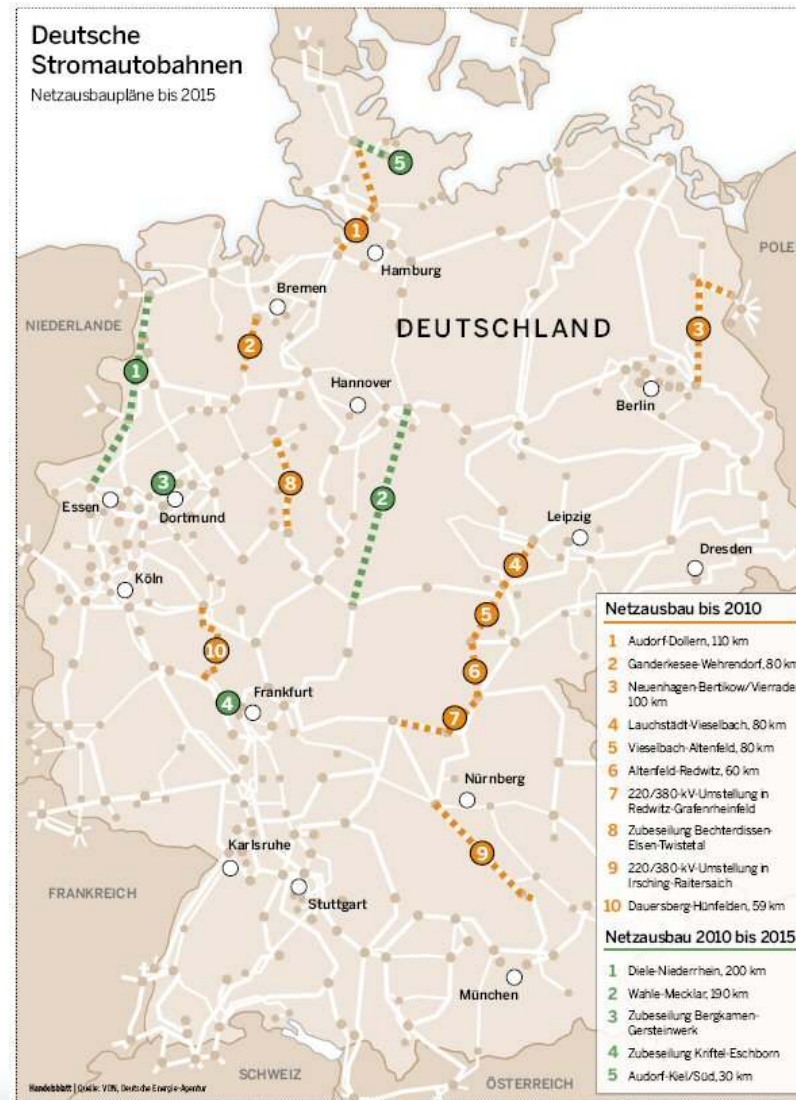 Deutsche
Stromautobahnen
Netzausbaupläne bis 2015
5
1
Hamburg
POLE
Bremen
NIEDERLANDE
2
DEUTSCHLAND
3
1
Hannover
Berlin
3
8
2
Essen
Dortmund
Leipzig
4
Dresden
Köln
5
10
6
4
Frankfurt
7
Nürnberg
9
Karlsruhe
FRANKREICH
Stuttgart
München
SCHWEIZ
ÖSTERREICH
Netzausbau bis 2010
1 Audorf-Dollern, 110 km
2 Ganderkesee-Wehrendorf, 80 km
3 Neuenhagen-Bertikow/Vierrade
100 km
4 Lauchstädt-Vieselbach, 80 km
5 Vieselbach-Altenfeld, 80 km
6 Altenfeld-Redwitz, 60 km
7 220/380-kV-Umstellung in
Redwitz-Grafenrheinfeld
8 Zubeseilung Bechterdissen-
Elsen-Twistetal
9 220/380-kV-Umstellung in
Irsching-Raitersaich
10 Dauersberg-Hünfelden, 59 km
Netzausbau 2010 bis 2015
1 Diele-Niederrhein, 200 km
2 Wahle-Mecklar, 190 km
3 Zubeseilung Bergkamen-
Gersteinwerk
4 Zubeseilung Kriftel-Eschborn
5 Audorf-Kiel/Süd, 30 km
Handelsblatt | Quelle: VDN, Deutsche Energie-Agentur